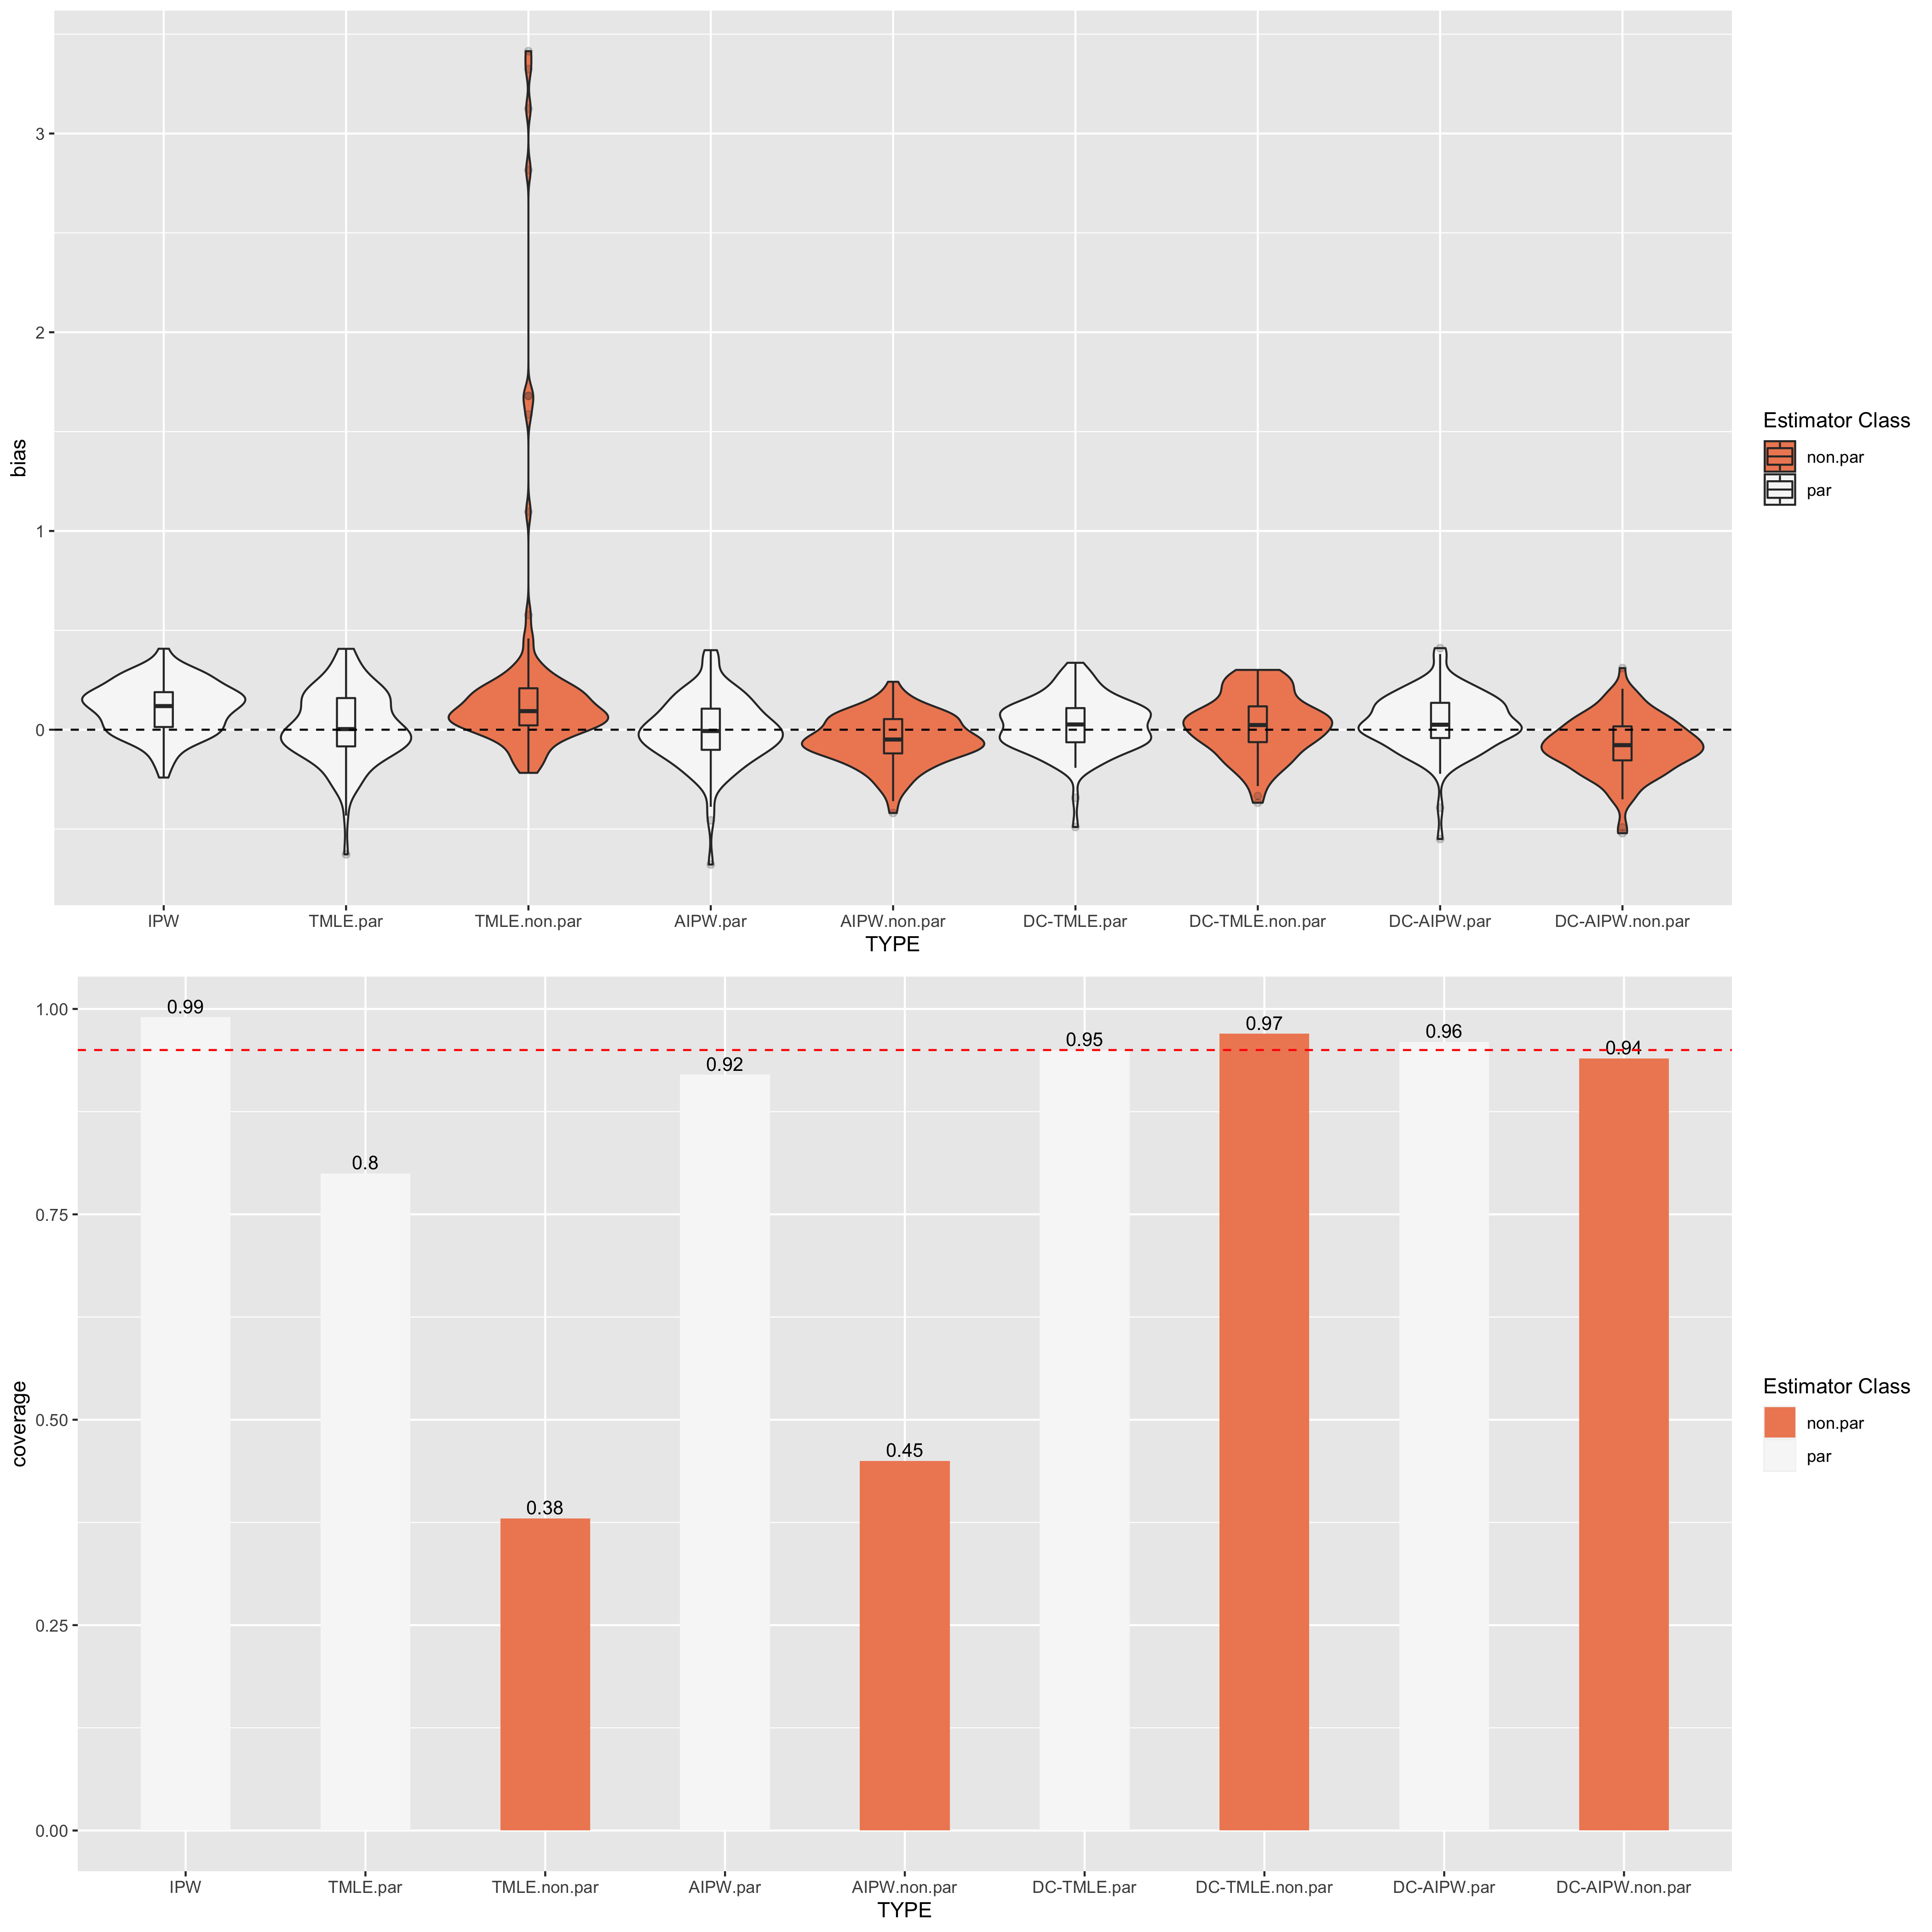 bias
3
2
1
0
IPW TMLE.par TMLE.non.par AIPW.par AIPW.non.par DC-TMLE.par DC-TMLE.non.par DC-AIPW.par DC-AIPW.non.par
TYPE
Estimator Class
non.par
par
coverage
1.00
0.75
0.50
0.25
0.00
0.99 0.8 0.38 0.92 0.45 0.95 0.97 0.96 0.94
IPW TMLE.par TMLE.non.par AIPW.par AIPW.non.par DC-TMLE.par DC-TMLE.non.par DC-AIPW.par DC-AIPW.non.par
TYPE
Estimator Class
non.par
par